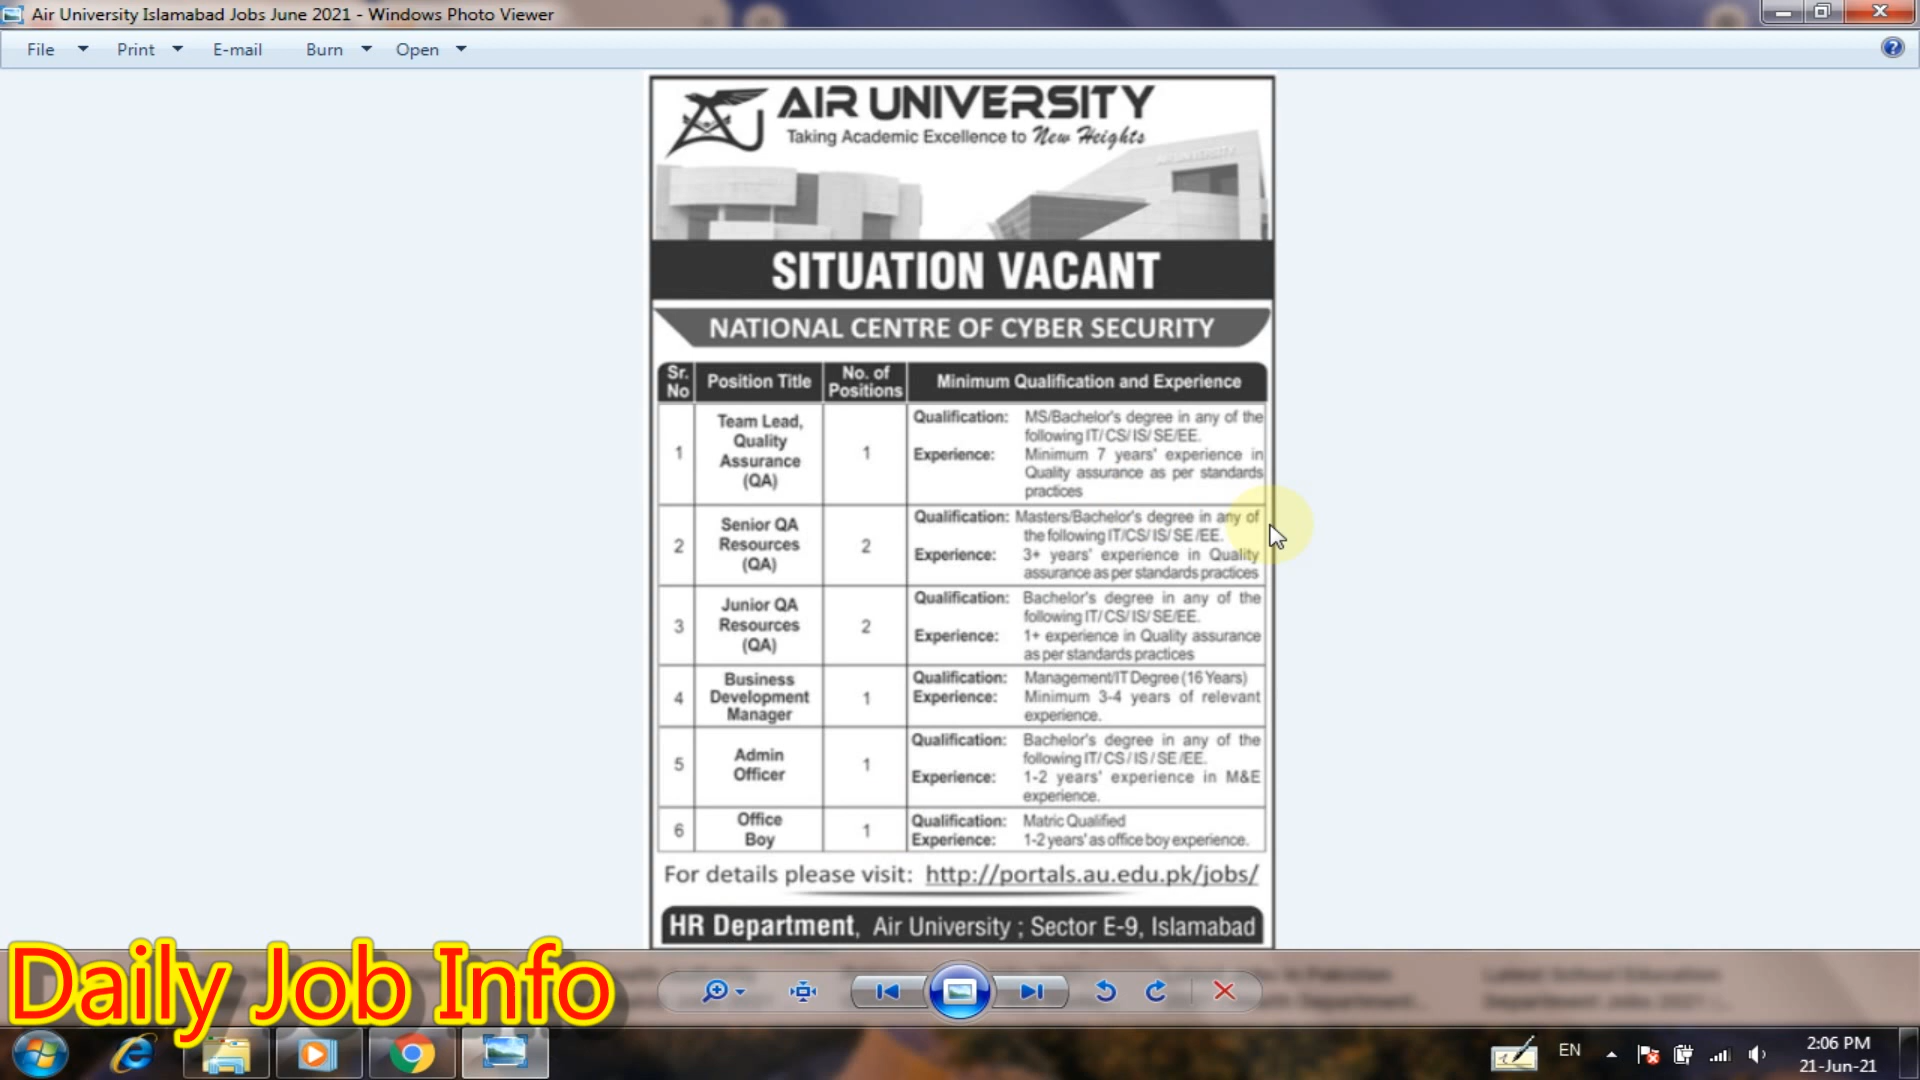 Air University Islamabad Jobs June 2021 - Windows Photo Viewer
File Print E-mail Burn Open
AIR UNIVERSITY
Taking Academic Excellence to New Heights
AIR UNIVERSITY
SITUATION VACANT
NATIONAL CENTRE OF CYBER SECURITY
Sr. No Position Title No. of Positions Minimum Qualification and Experience
1 Team Lead, Quality Assurance (QA) 1
Qualification: MS/Bachelor's degree in any of the
following IT/ CS/ IS/ SE/EE.
Experience: Minimum 7 years' experience in
Quality assurance as per standards
practices
2 Senior QA Resources (QA) 2
Qualification: Masters/Bachelor's degree in any of
the following IT/CS/ IS/ SE /EE.
Experience: 3+ years' experience in Quality
assurance as per standards practices
3 Junior QA Resources (QA) 2
Qualification: Bachelor's degree in any of the
following IT/ CS/ IS/ SE/EE.
Experience: 1+ experience in Quality assurance
as per standards practices
4 Business Development Manager 1
Qualification: Management/IT Degree (16 Years)
Experience: Minimum 3-4 years of relevant
experience.
5 Admin Officer 1
Qualification: Bachelor's degree in any of the
following IT/ CS / IS / SE /EE.
Experience: 1-2 years' experience in M&E
experience.
6 Office Boy 1
Qualification: Matric Qualified
Experience: 1-2 years' as office boy experience.
For details please visit: http://portals.au.edu.pk/jobs/
HR Department, Air University ; Sector E-9, Islamabad
Daily Job Info
EN
2:06 PM
21-Jun-21